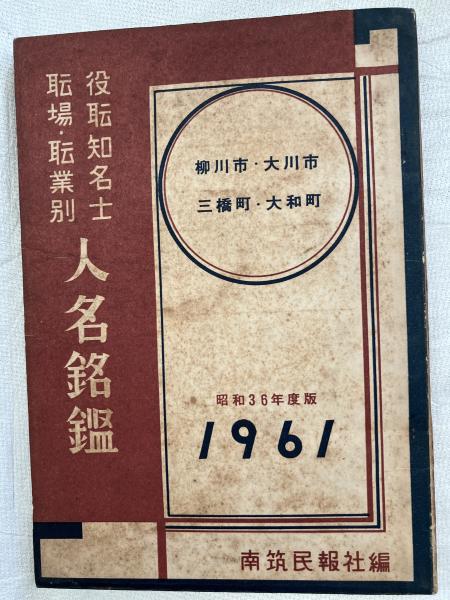 役耺知名士
耺場・耺業別
人名銘鑑
柳川市・大川市
三橋町・大和町
昭和36年度版
1961
南筑民報社編